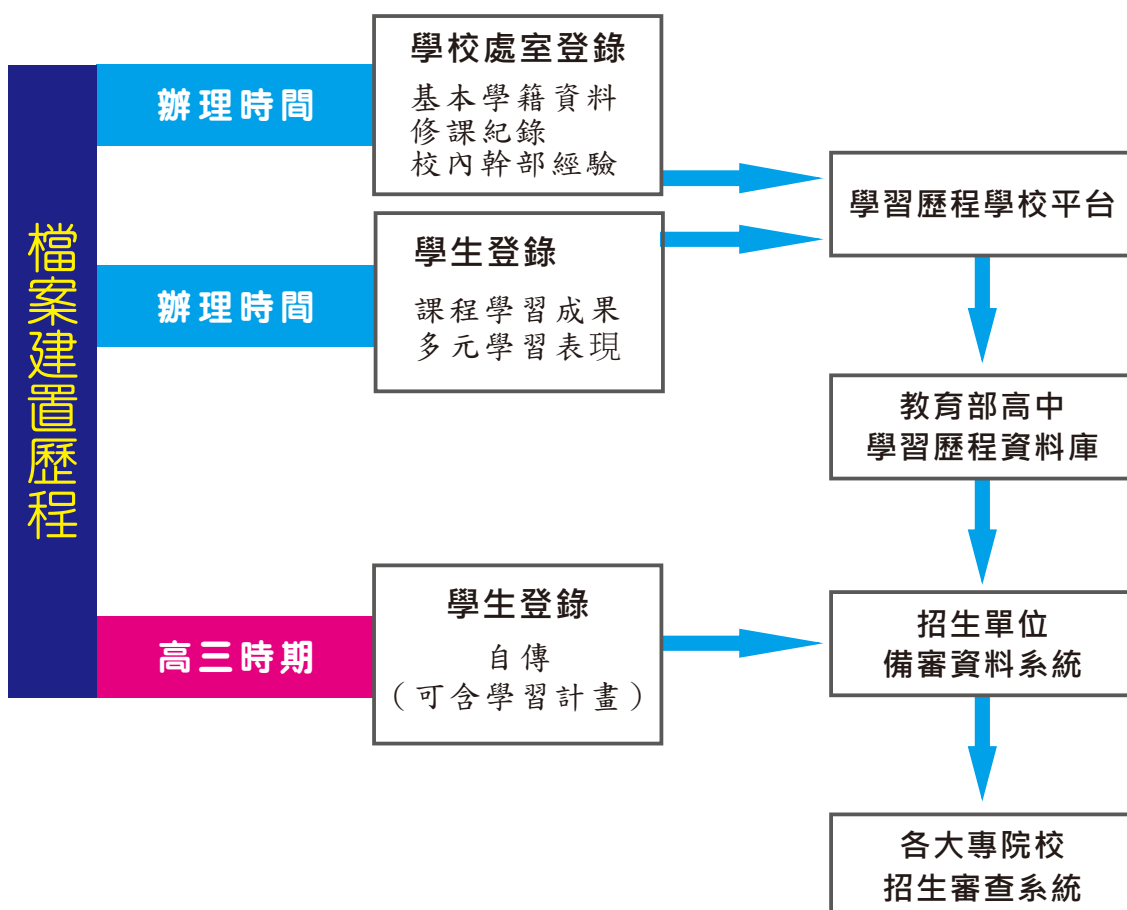 檔案建置歷程
辦理時間
學校處室登錄
基本學籍資料
修課紀錄
校內幹部經驗
辦理時間
學生登錄
課程學習成果
多元學習表現
高三時期
學生登錄
自傳
（可含學習計畫）
學習歷程學校平台
教育部高中
學習歷程資料庫
招生單位
備審資料系統
各大專院校
招生審查系統